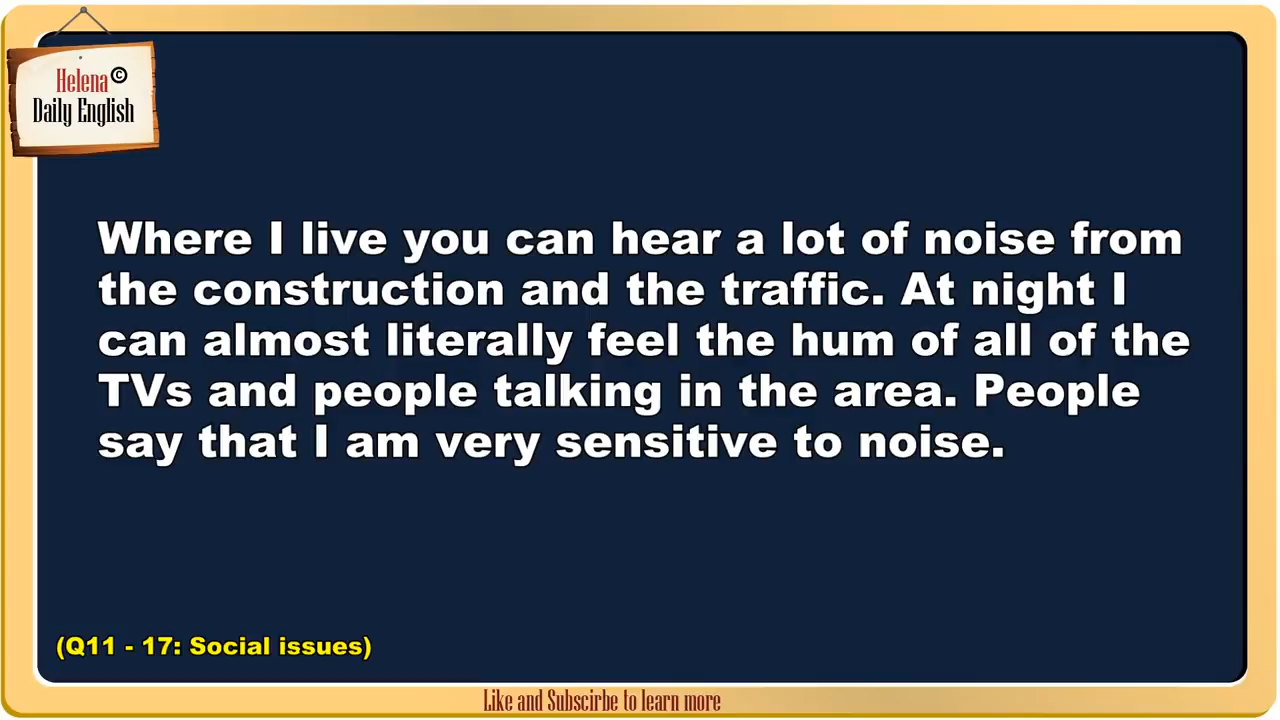 Helena©
Daily English
Where I live you can hear a lot of noise from
the construction and the traffic. At night I
can almost literally feel the hum of all of the
TVs and people talking in the area. People
say that I am very sensitive to noise.
(Q11 - 17: Social issues)
Like and Subscirbe to learn more